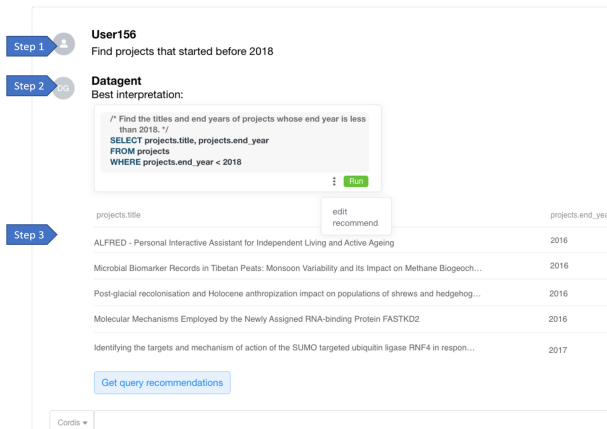 User156
Step 1
Find projects that started before 2018
Datagent
Step 2
DG
Best interpretation:
/* Find the titles and end years of projects whose end year is less
than 2018. */
SELECT projects.title, projects.end_year
FROM projects
WHERE projects.end_year < 2018
Run
edit
recommend
projects.title projects.end_yea
Step 3
ALFRED - Personal Interactive Assistant for Independent Living and Active Ageing 2016
Microbial Biomarker Records in Tibetan Peats: Monsoon Variability and its Impact on Methane Biogeoch... 2016
Post-glacial recolonisation and Holocene anthropization impact on populations of shrews and hedgehog... 2016
Molecular Mechanisms Employed by the Newly Assigned RNA-binding Protein FASTKD2 2016
Identifying the targets and mechanism of action of the SUMO targeted ubiquitin ligase RNF4 in respon... 2017
Get query recommendations
Cordis